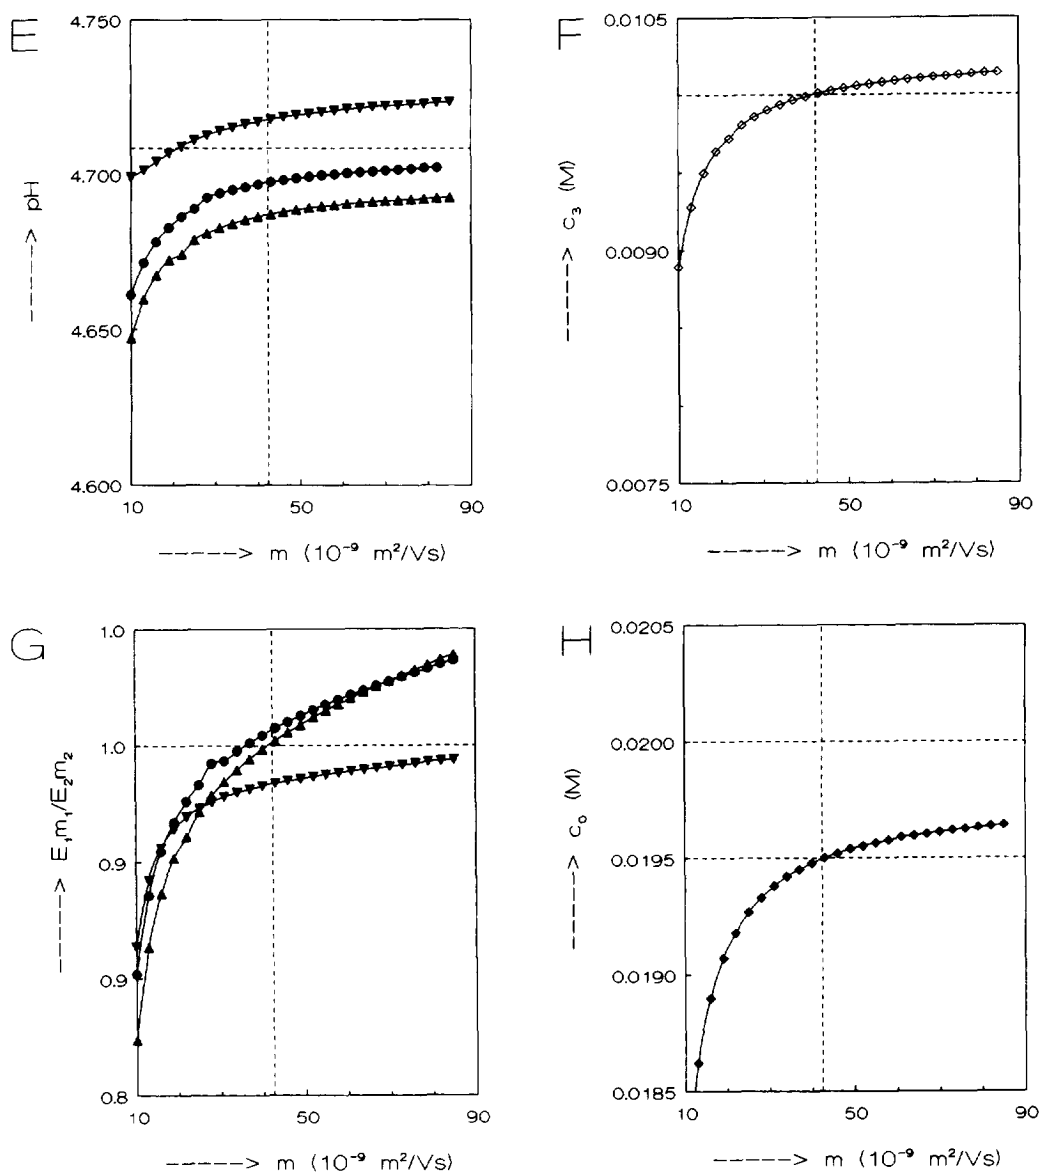 E
4.750
4.700
4.650
4.600
-----> pH
10 50 90
-----> m (10⁻⁹ m²/Vs)
F
0.0105
0.0090
0.0075
-----> c₃ (M)
10 50 90
-----> m (10⁻⁹ m²/Vs)
G
1.0
1.0
0.9
0.9
0.8
-----> E₁m₁/E₂m₂
10 50 90
-----> m (10⁻⁹ m²/Vs)
H
0.0205
0.0200
0.0195
0.0190
0.0185
-----> c₀ (M)
10 50 90
-----> m (10⁻⁹ m²/Vs)